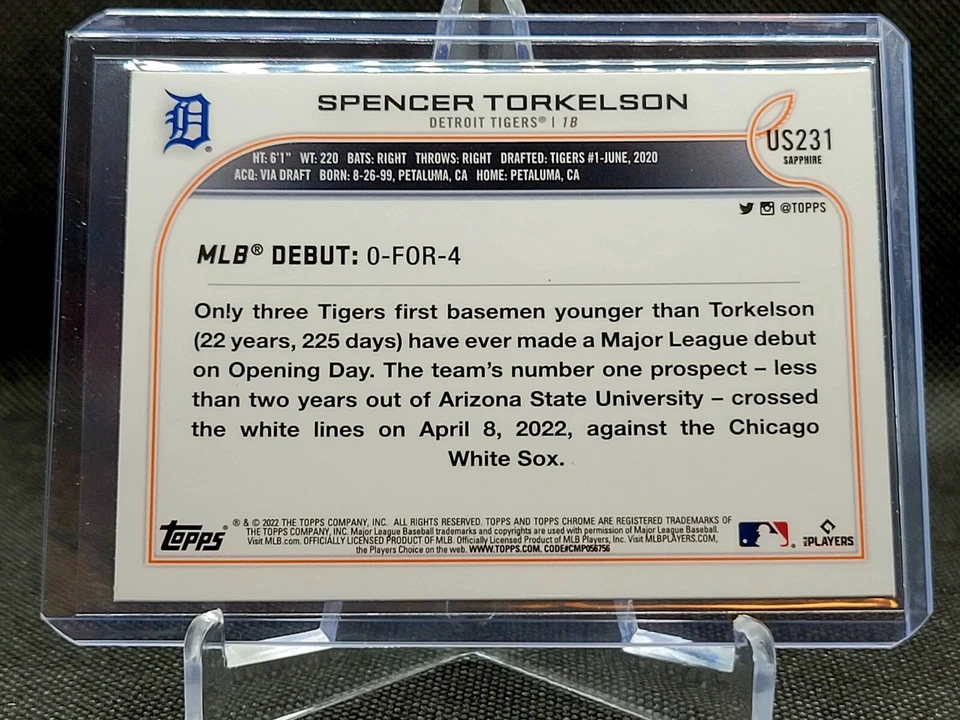 SPENCER TORKELSON
DETROIT TIGERS® | 1B
US231
SAPPHIRE
HT: 6'1" WT: 220 BATS: RIGHT THROWS: RIGHT DRAFTED: TIGERS #1-JUNE, 2020
ACQ: VIA DRAFT BORN: 8-26-99, PETALUMA, CA HOME: PETALUMA, CA
@TOPPS
MLB® DEBUT: 0-FOR-4
Only three Tigers first basemen younger than Torkelson
(22 years, 225 days) have ever made a Major League debut
on Opening Day. The team's number one prospect – less
than two years out of Arizona State University – crossed
the white lines on April 8, 2022, against the Chicago
White Sox.
topps®
® & © 2022 THE TOPPS COMPANY, INC. ALL RIGHTS RESERVED. TOPPS AND TOPPS CHROME ARE REGISTERED TRADEMARKS OF
THE TOPPS COMPANY, INC. Major League Baseball trademarks and copyrights are used with permission of Major League Baseball.
Visit MLB.com. OFFICIALLY LICENSED PRODUCT OF MLB. Officially Licensed Product of MLB Players, Inc. Visit MLBPLAYERS.COM,
the Players Choice on the web. WWW.TOPPS.COM. CODE#CMP056756
MLBPLAYERS